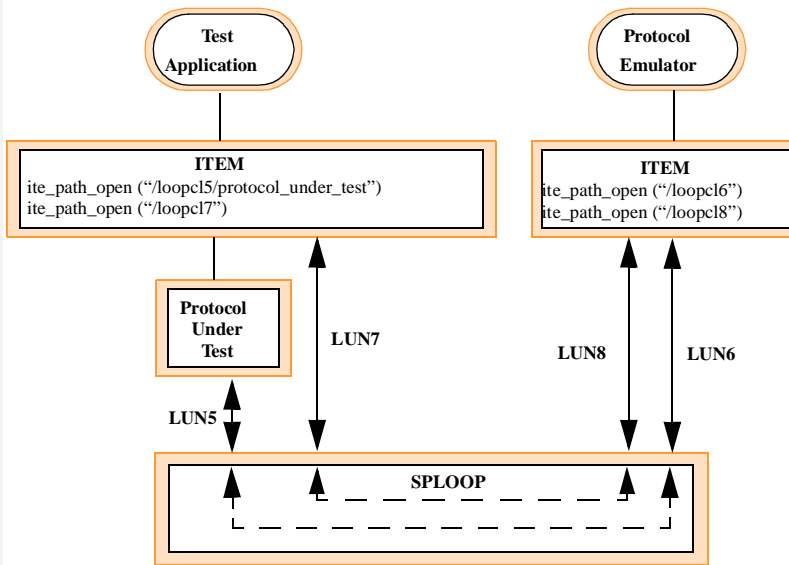 Test
Application
Protocol
Emulator
ITEM
ite_path_open (“/loopcl5/protocol_under_test”)
ite_path_open (“/loopcl7”)
ITEM
ite_path_open (“/loopcl6”)
ite_path_open (“/loopcl8”)
Protocol
Under
Test
LUN7
LUN8
LUN6
LUN5
SPLOOP